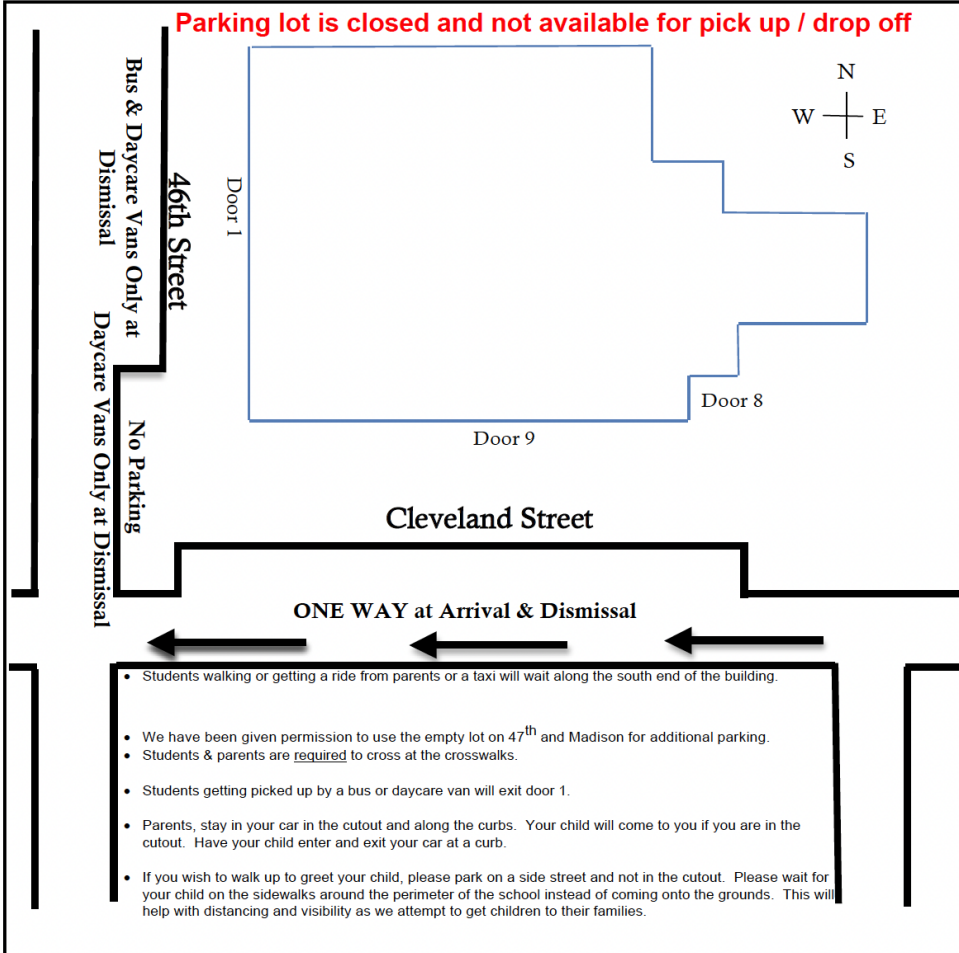 Parking lot is closed and not available for pick up / drop off
N
W E
S
Bus & Daycare Vans Only at
Dismissal
46th Street
Door 1
Daycare Vans Only at Dismissal
No Parking
Door 8
Door 9
Cleveland Street
ONE WAY at Arrival & Dismissal
• Students walking or getting a ride from parents or a taxi will wait along the south end of the building.
• We have been given permission to use the empty lot on 47th and Madison for additional parking.
• Students & parents are required to cross at the crosswalks.
• Students getting picked up by a bus or daycare van will exit door 1.
• Parents, stay in your car in the cutout and along the curbs. Your child will come to you if you are in the
cutout. Have your child enter and exit your car at a curb.
• If you wish to walk up to greet your child, please park on a side street and not in the cutout. Please wait for
your child on the sidewalks around the perimeter of the school instead of coming onto the grounds. This will
help with distancing and visibility as we attempt to get children to their families.